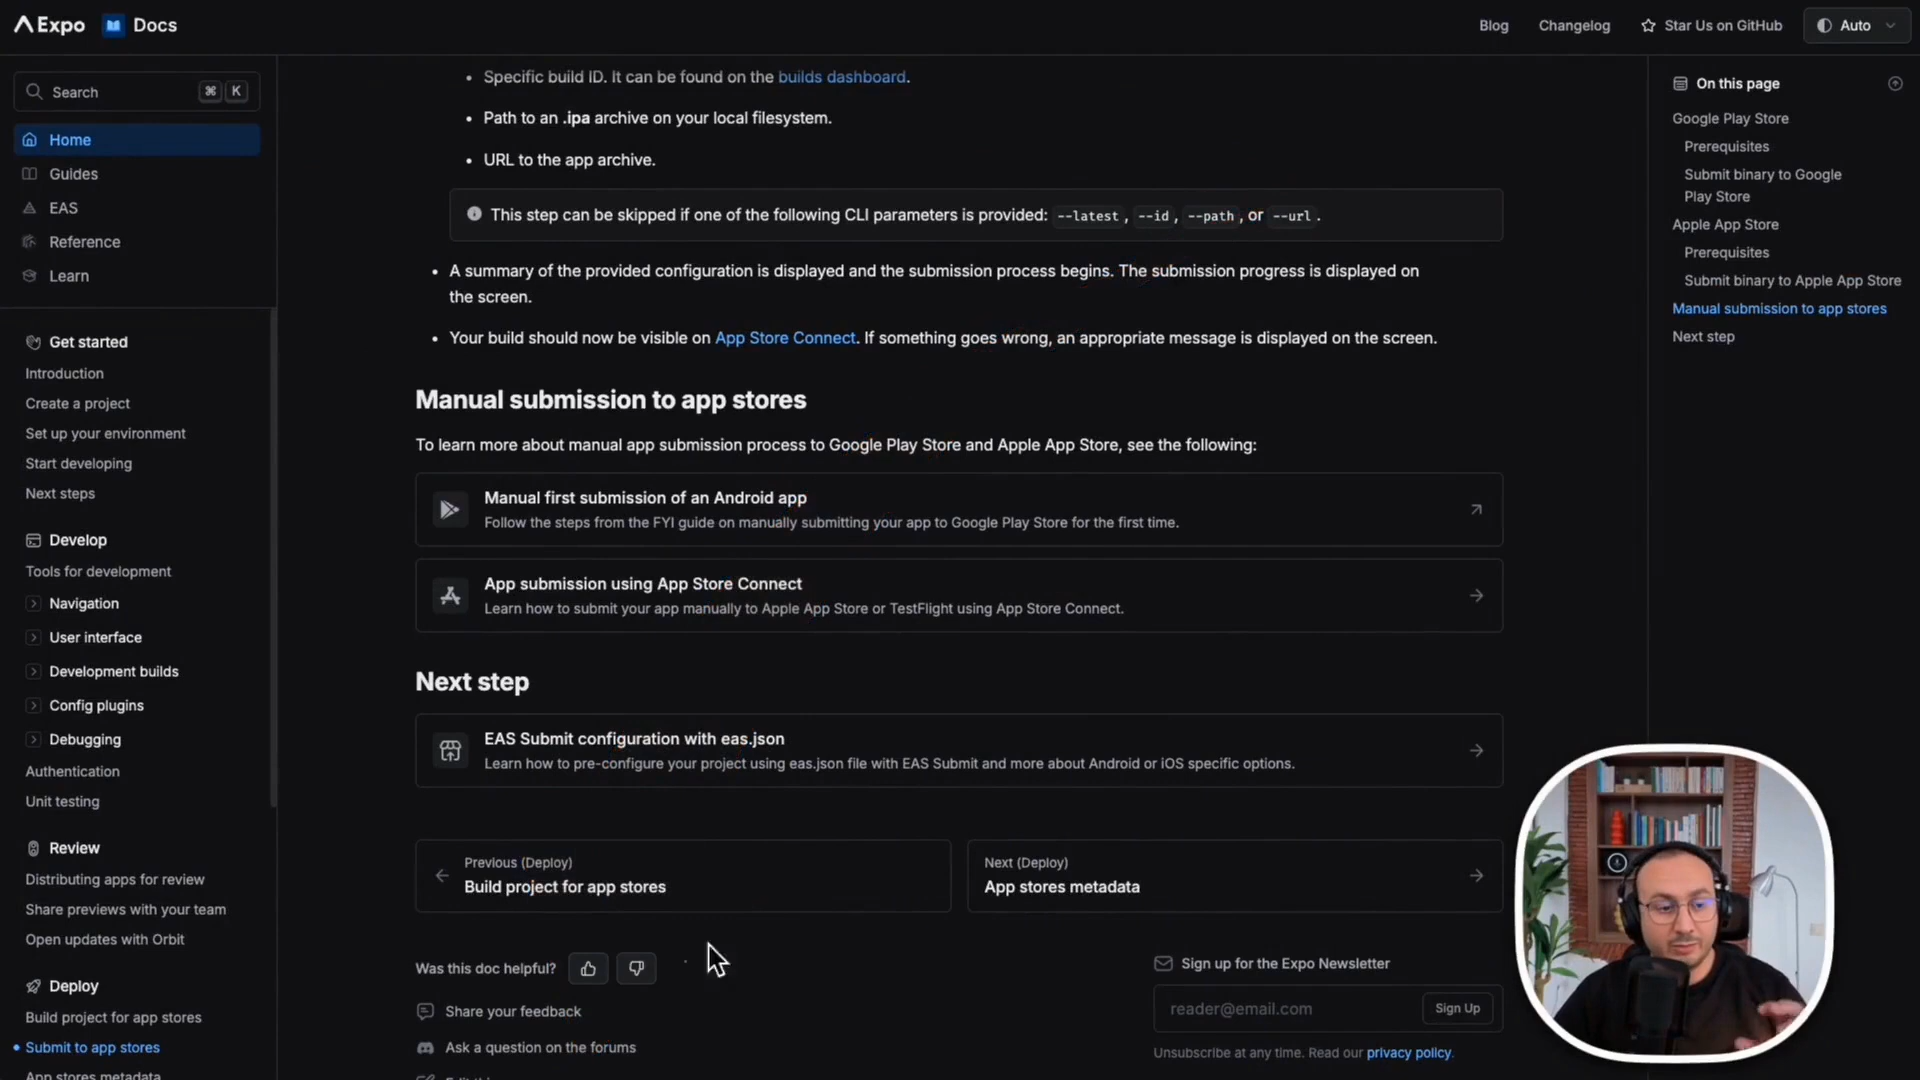 Expo Docs
Blog
Changelog
Star Us on GitHub
Auto
Search ⌘ K
Home
Guides
EAS
Reference
Learn
Get started
Introduction
Create a project
Set up your environment
Start developing
Next steps
Develop
Tools for development
Navigation
User interface
Development builds
Config plugins
Debugging
Authentication
Unit testing
Review
Distributing apps for review
Share previews with your team
Open updates with Orbit
Deploy
Build project for app stores
Submit to app stores
App stores metadata
Specific build ID. It can be found on the builds dashboard.
Path to an .ipa archive on your local filesystem.
URL to the app archive.
This step can be skipped if one of the following CLI parameters is provided: --latest, --id, --path, or --url.
A summary of the provided configuration is displayed and the submission process begins. The submission progress is displayed on
the screen.
Your build should now be visible on App Store Connect. If something goes wrong, an appropriate message is displayed on the screen.
Manual submission to app stores
To learn more about manual app submission process to Google Play Store and Apple App Store, see the following:
Manual first submission of an Android app
Follow the steps from the FYI guide on manually submitting your app to Google Play Store for the first time.
App submission using App Store Connect
Learn how to submit your app manually to Apple App Store or TestFlight using App Store Connect.
Next step
EAS Submit configuration with eas.json
Learn how to pre-configure your project using eas.json file with EAS Submit and more about Android or iOS specific options.
Previous (Deploy)
Build project for app stores
Next (Deploy)
App stores metadata
Was this doc helpful?
Share your feedback
Ask a question on the forums
Sign up for the Expo Newsletter
reader@email.com
Sign Up
Unsubscribe at any time. Read our privacy policy.
On this page
Google Play Store
Prerequisites
Submit binary to Google
Play Store
Apple App Store
Prerequisites
Submit binary to Apple App Store
Manual submission to app stores
Next step